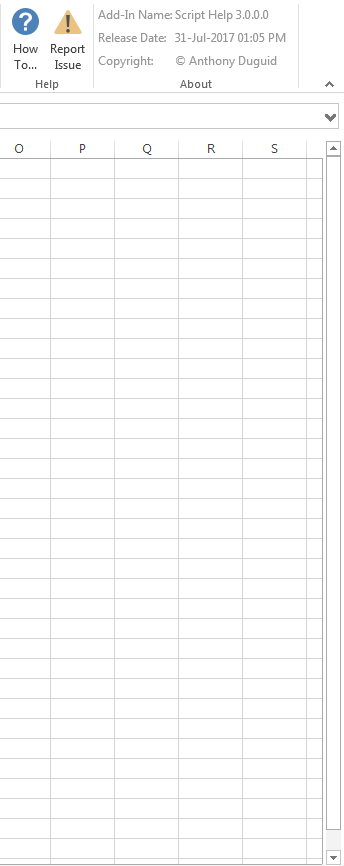 How
To...
Report
Issue
Help
Add-In Name: Script Help 3.0.0.0
Release Date: 31-Jul-2017 01:05 PM
Copyright: © Anthony Duguid
About
O P Q R S